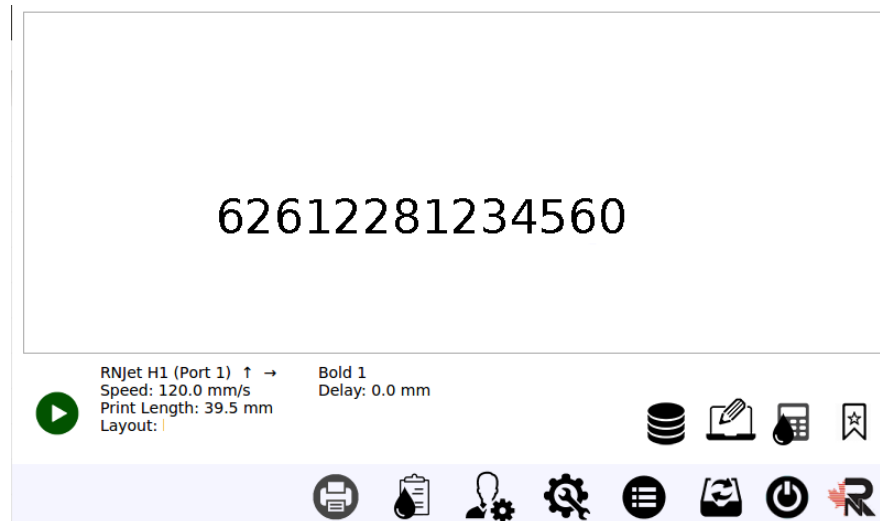 62612281234560
RNJet H1 (Port 1) ↑ → Bold 1
Speed: 120.0 mm/s Delay: 0.0 mm
Print Length: 39.5 mm
Layout: